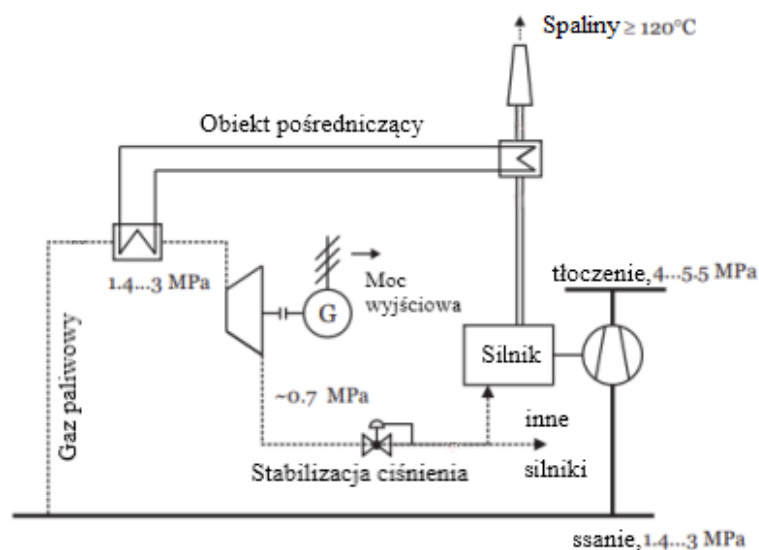 Spaliny ≥ 120°C
Obiekt pośredniczący
1.4...3 MPa
Moc
wyjściowa
G
tłoczenie, 4...5.5 MPa
Silnik
Gaz paliwowy
~0.7 MPa
inne
silniki
Stabilizacja ciśnienia
ssanie, 1.4...3 MPa